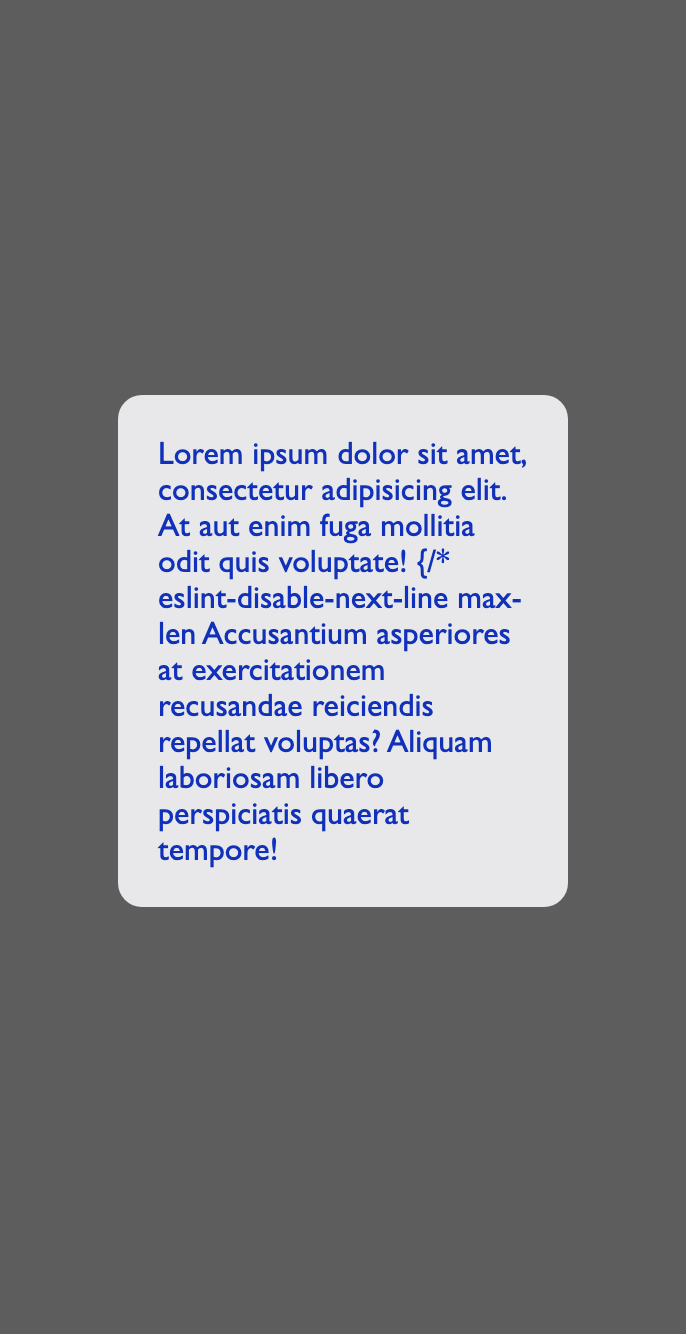 Lorem ipsum dolor sit amet,
consectetur adipisicing elit.
At aut enim fuga mollitia
odit quis voluptate! {/*
eslint-disable-next-line max-
len Accusantium asperiores
at exercitationem
recusandae reiciendis
repellat voluptas? Aliquam
laboriosam libero
perspiciatis quaerat
tempore!